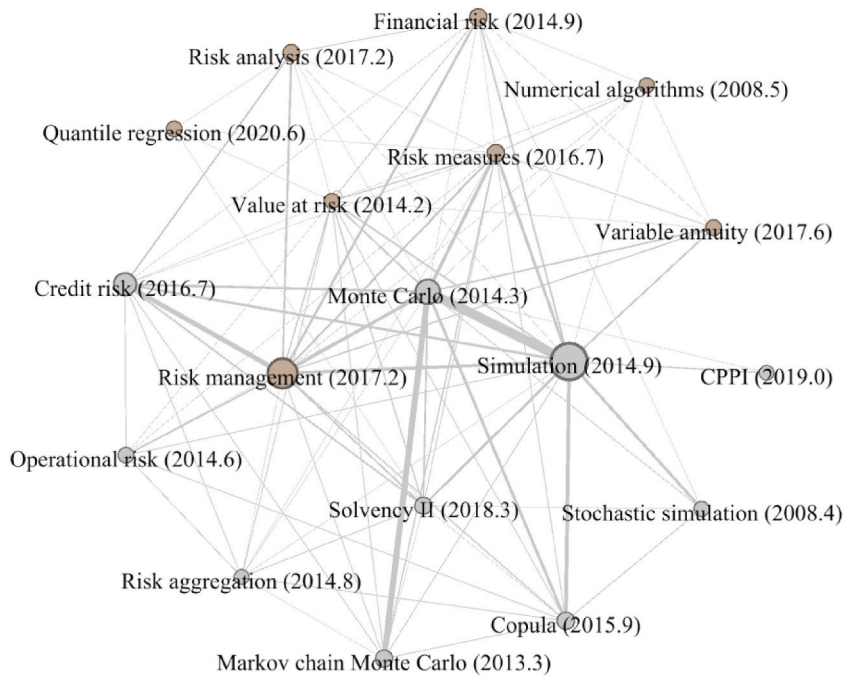 Financial risk (2014.9)
Risk analysis (2017.2)
Numerical algorithms (2008.5)
Quantile regression (2020.6)
Risk measures (2016.7)
Value at risk (2014.2)
Variable annuity (2017.6)
Credit risk (2016.7)
Monte Carlo (2014.3)
Simulation (2014.9)
Risk management (2017.2)
CPPI (2019.0)
Operational risk (2014.6)
Solvency II (2018.3)
Stochastic simulation (2008.4)
Risk aggregation (2014.8)
Copula (2015.9)
Markov chain Monte Carlo (2013.3)